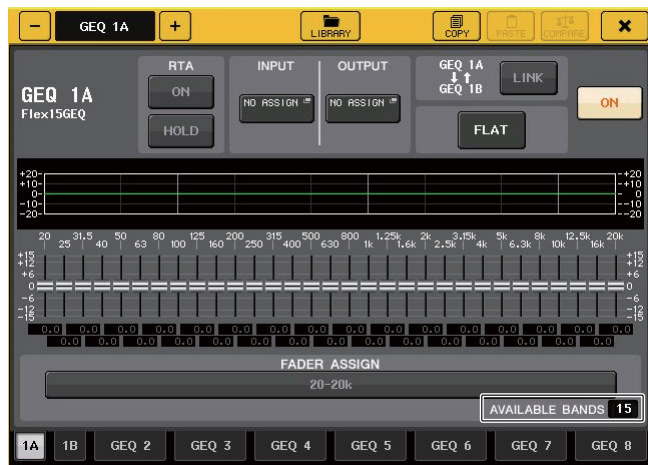 − GEQ 1A + LIBRARY COPY PASTE COMPARE ×
GEQ 1A
Flex15GEQ
RTA
ON
HOLD
INPUT
NO ASSIGN
OUTPUT
NO ASSIGN
GEQ 1A
↓↑
GEQ 1B
LINK
FLAT
ON
+20 +20
+10 +10
0 0
-10 -10
-20 -20
20 31.5 50 80 125 200 315 500 800 1.25k 2k 3.15k 5k 8k 12.5k 20k
25 40 63 100 160 250 400 630 1k 1.6k 2.5k 4k 6.3k 10k 16k
+15 +15
+12 +12
+6 +6
0 0
-6 -6
-12 -12
-15 -15
0.0 0.0 0.0 0.0 0.0 0.0 0.0 0.0 0.0 0.0 0.0 0.0 0.0 0.0 0.0 0.0
0.0 0.0 0.0 0.0 0.0 0.0 0.0 0.0 0.0 0.0 0.0 0.0 0.0 0.0 0.0
FADER ASSIGN
20-20k
AVAILABLE BANDS 15
1A 1B GEQ 2 GEQ 3 GEQ 4 GEQ 5 GEQ 6 GEQ 7 GEQ 8